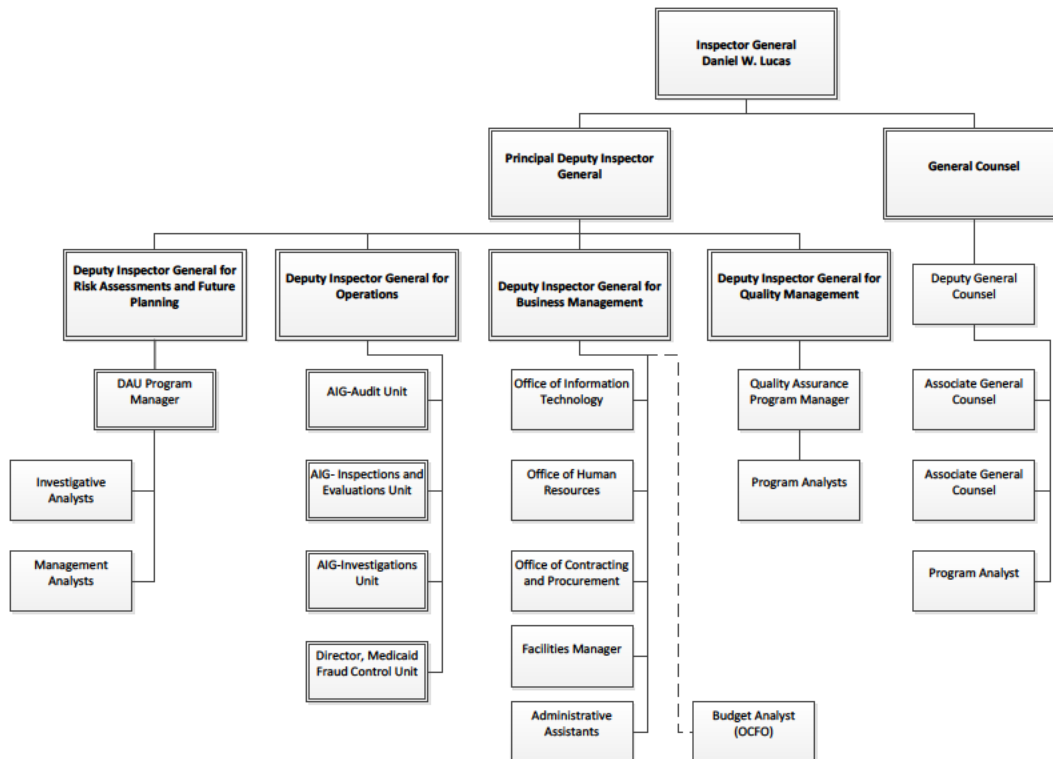 Inspector General
Daniel W. Lucas
Principal Deputy Inspector
General
General Counsel
Deputy Inspector General for
Risk Assessments and Future
Planning
Deputy Inspector General for
Operations
Deputy Inspector General for
Business Management
Deputy Inspector General for
Quality Management
Deputy General
Counsel
DAU Program
Manager
AIG-Audit Unit
Office of Information
Technology
Quality Assurance
Program Manager
Associate General
Counsel
Investigative
Analysts
AIG- Inspections and
Evaluations Unit
Office of Human
Resources
Program Analysts
Associate General
Counsel
Management
Analysts
AIG-Investigations
Unit
Office of Contracting
and Procurement
Program Analyst
Director, Medicaid
Fraud Control Unit
Facilities Manager
Administrative
Assistants
Budget Analyst
(OCFO)